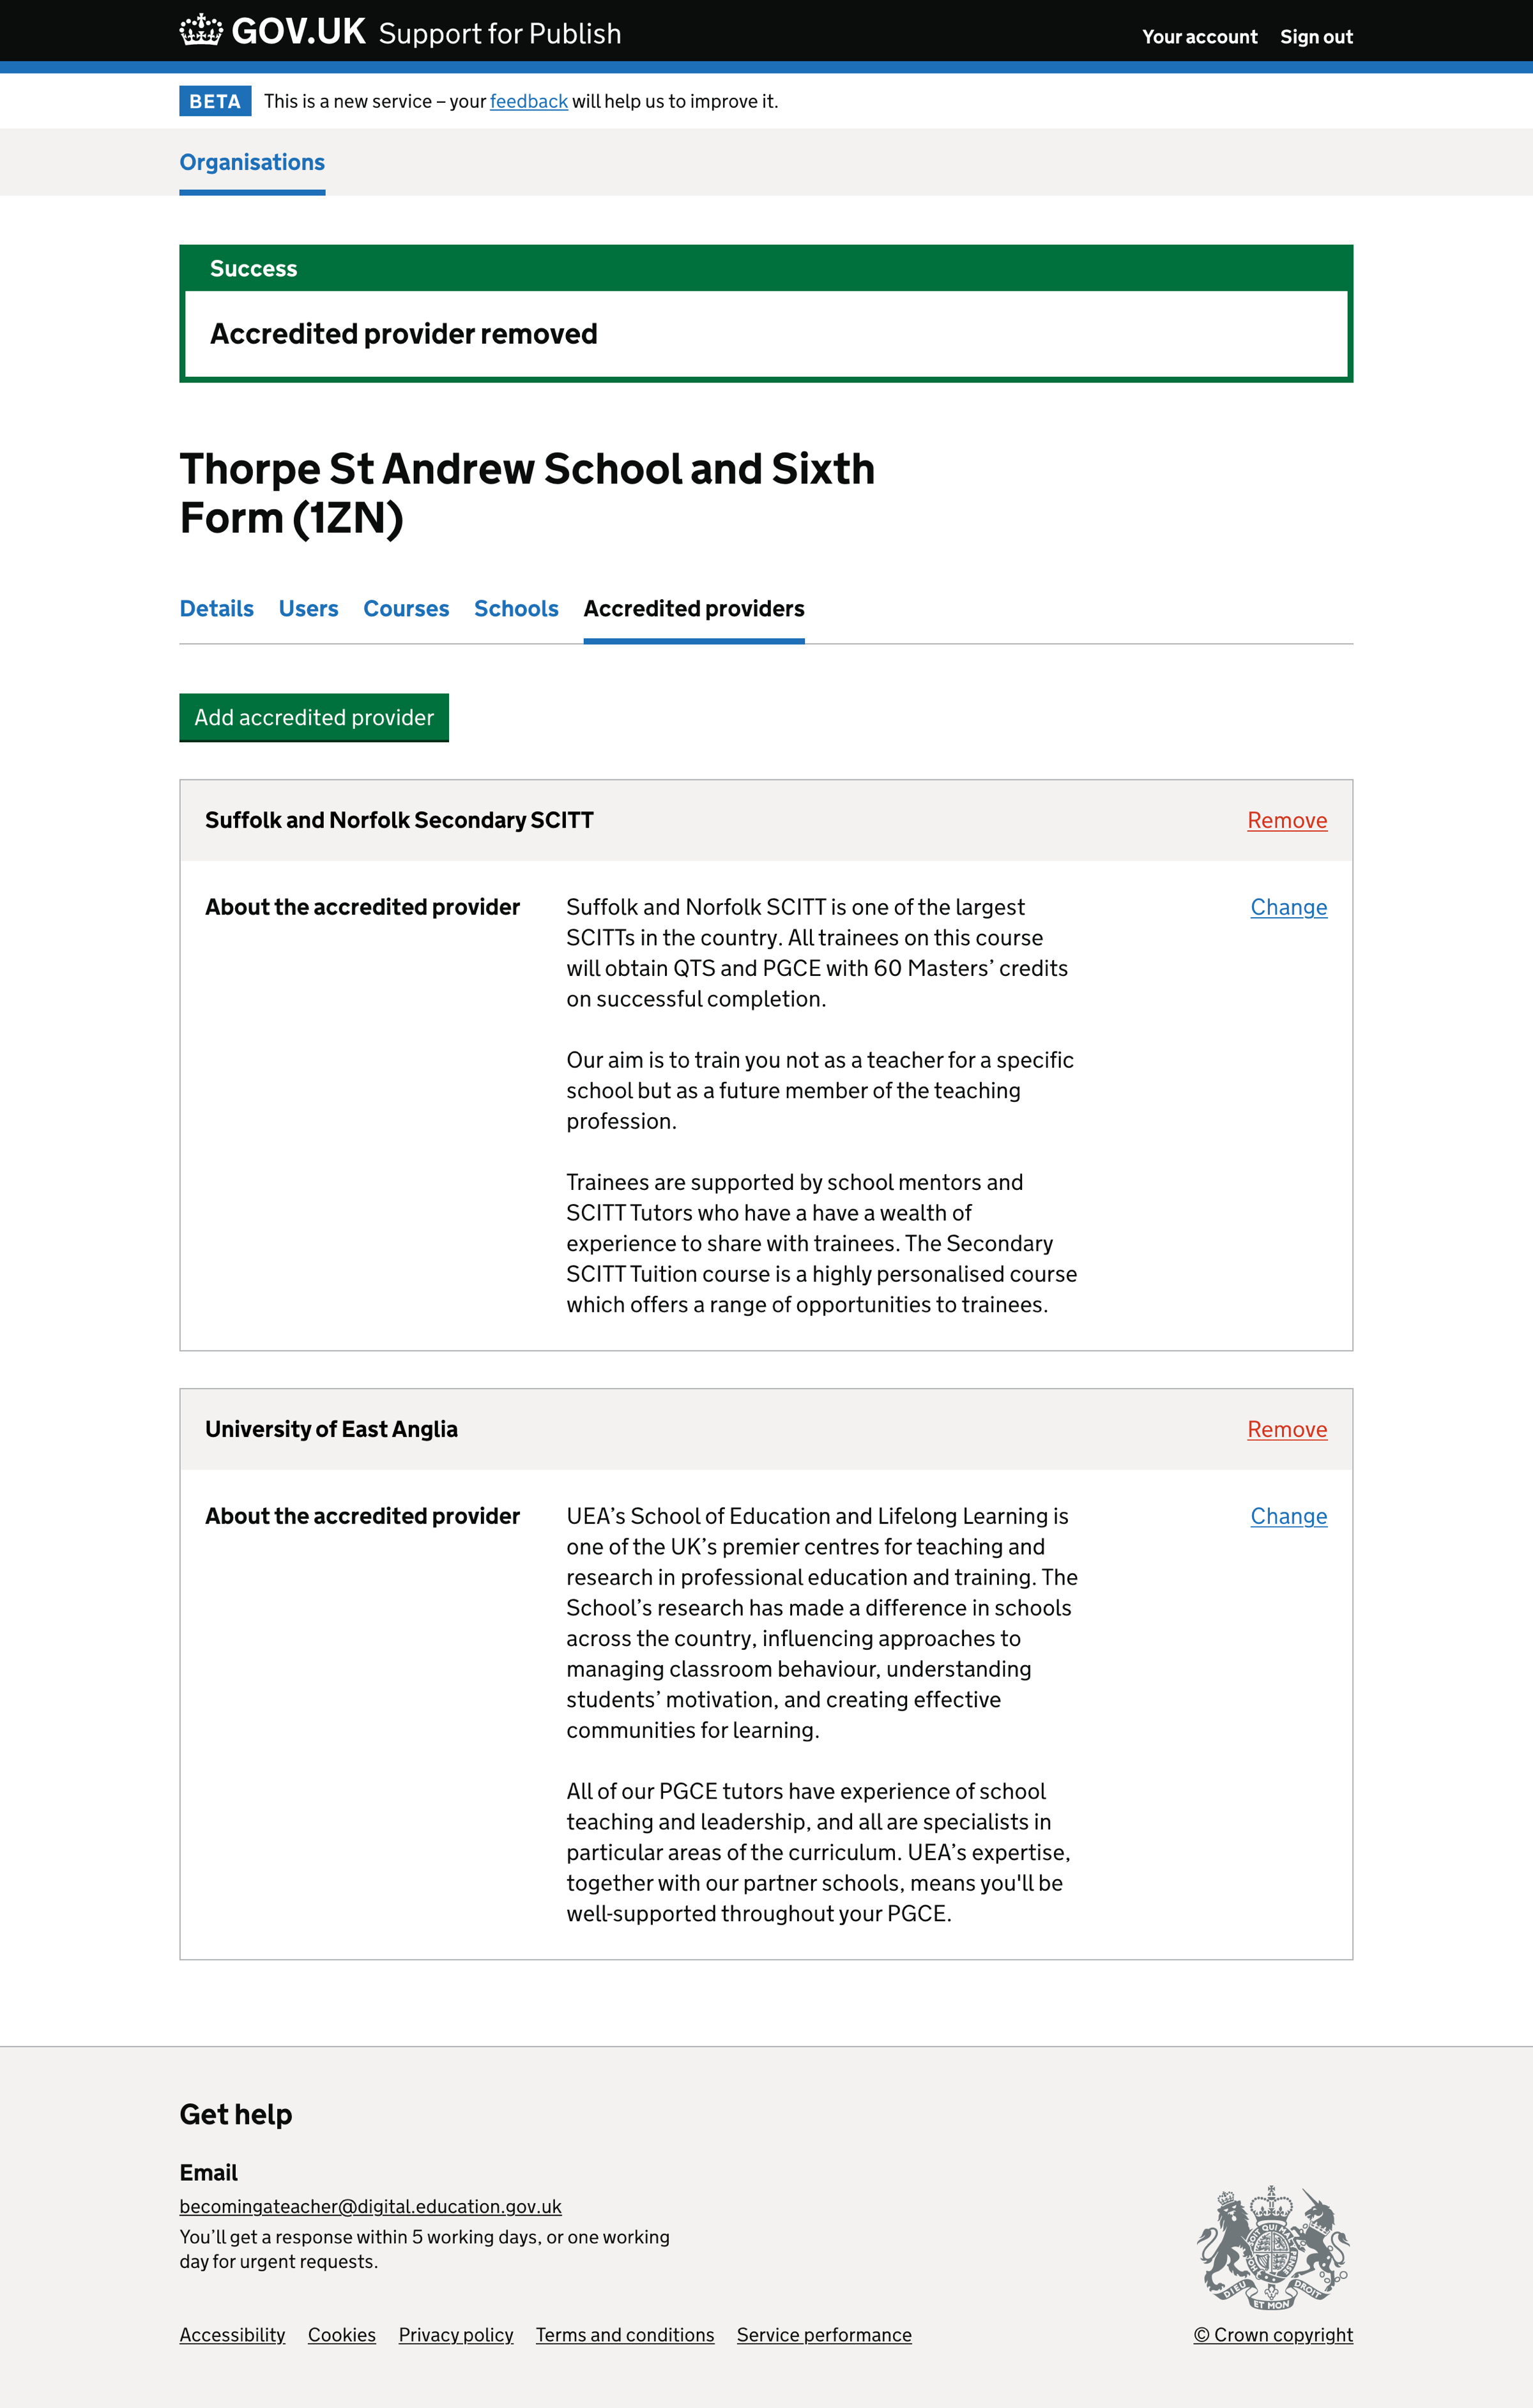 GOV.UK Support for Publish
Your account Sign out
BETA This is a new service – your feedback will help us to improve it.
Organisations
Success
Accredited provider removed
Thorpe St Andrew School and Sixth
Form (1ZN)
Details Users Courses Schools Accredited providers
Add accredited provider
Suffolk and Norfolk Secondary SCITT Remove
About the accredited provider Suffolk and Norfolk SCITT is one of the largest Change
SCITTs in the country. All trainees on this course
will obtain QTS and PGCE with 60 Masters’ credits
on successful completion.
Our aim is to train you not as a teacher for a specific
school but as a future member of the teaching
profession.
Trainees are supported by school mentors and
SCITT Tutors who have a have a wealth of
experience to share with trainees. The Secondary
SCITT Tuition course is a highly personalised course
which offers a range of opportunities to trainees.
University of East Anglia Remove
About the accredited provider UEA’s School of Education and Lifelong Learning is Change
one of the UK’s premier centres for teaching and
research in professional education and training. The
School’s research has made a difference in schools
across the country, influencing approaches to
managing classroom behaviour, understanding
students’ motivation, and creating effective
communities for learning.
All of our PGCE tutors have experience of school
teaching and leadership, and all are specialists in
particular areas of the curriculum. UEA’s expertise,
together with our partner schools, means you'll be
well-supported throughout your PGCE.
Get help
Email
becomingateacher@digital.education.gov.uk
You’ll get a response within 5 working days, or one working
day for urgent requests.
DIEU ET MON DROIT
Accessibility Cookies Privacy policy Terms and conditions Service performance
© Crown copyright